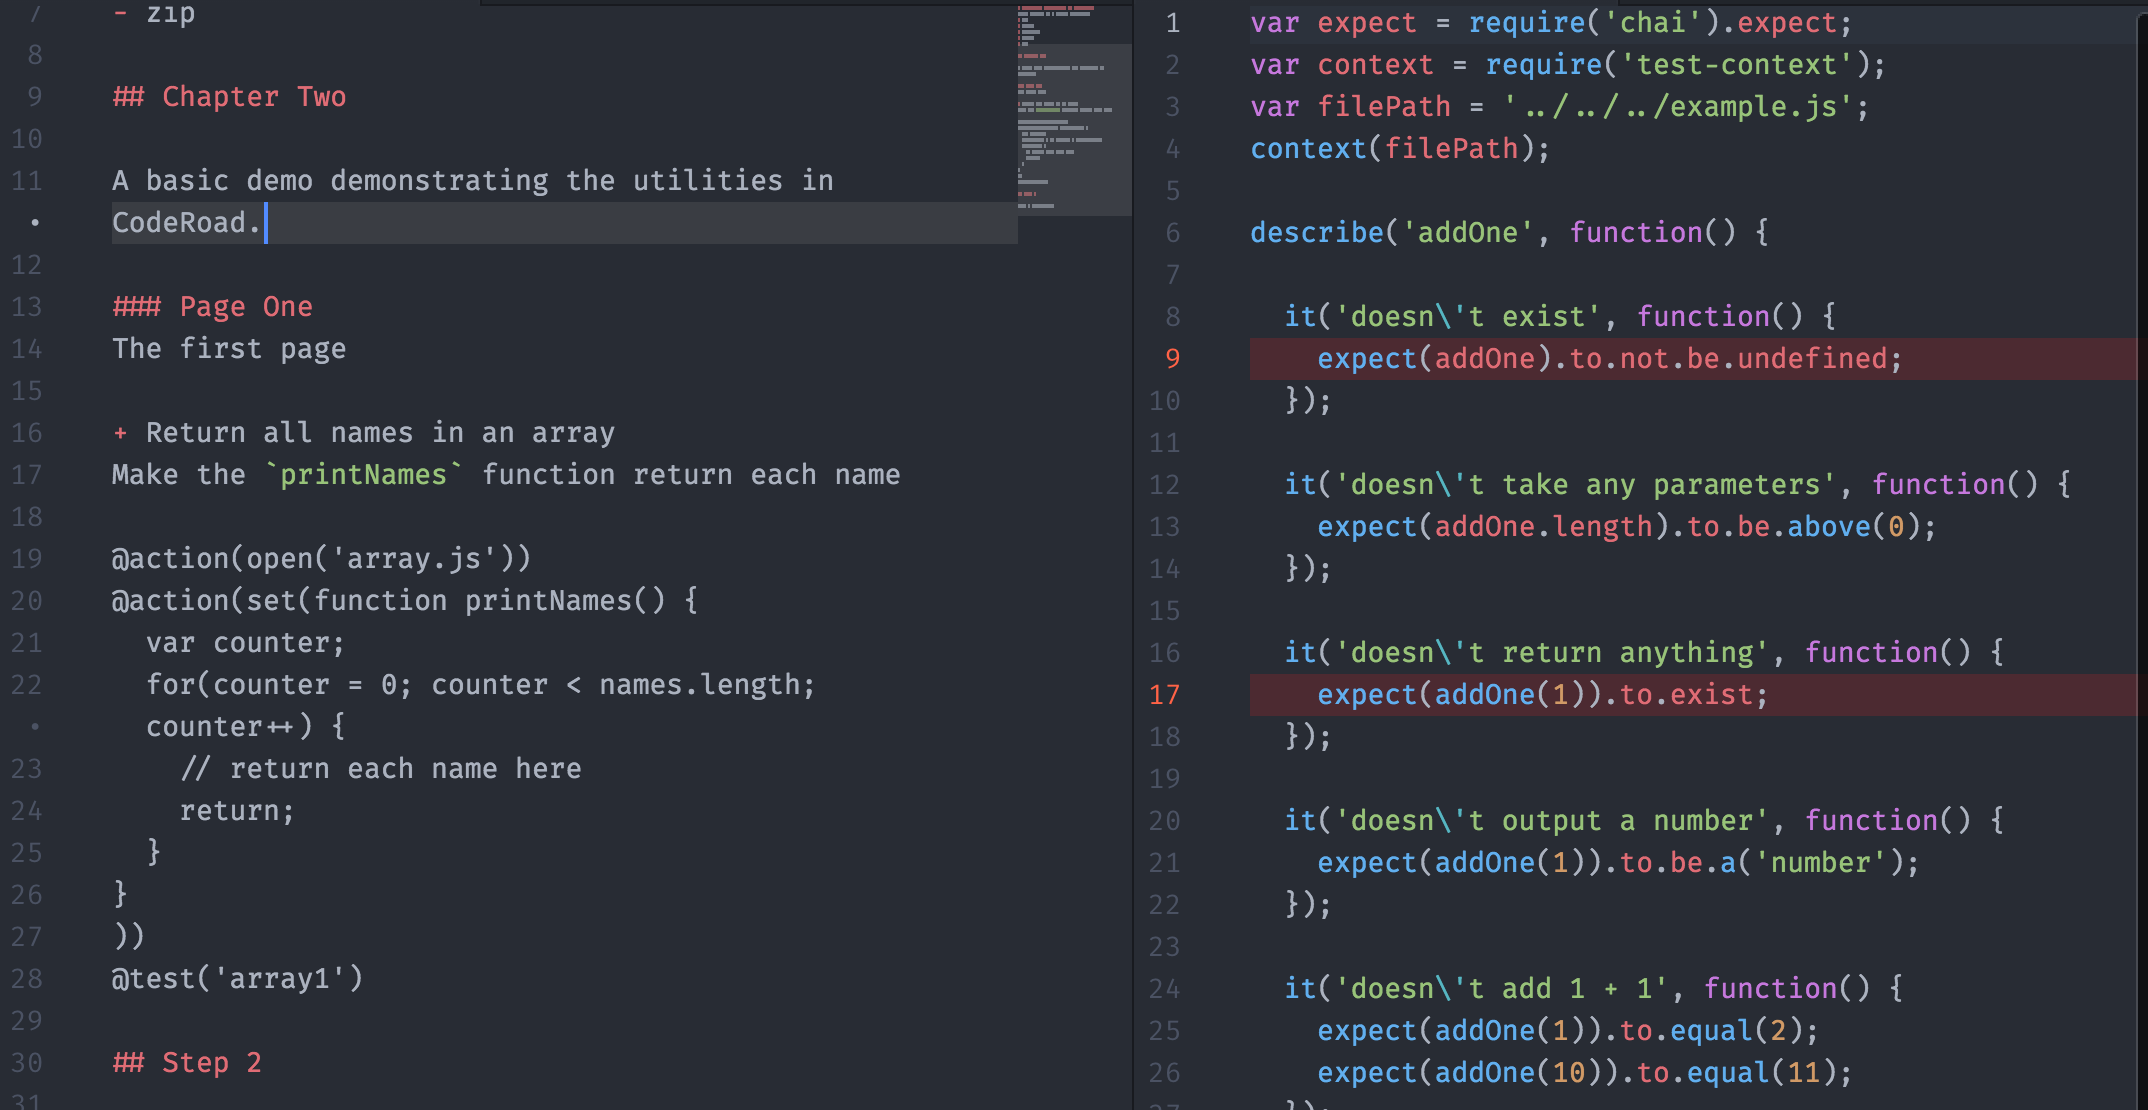 7 - zip
8
9 ## Chapter Two
10
11 A basic demo demonstrating the utilities in
• CodeRoad.
12
13 ### Page One
14 The first page
15
16 + Return all names in an array
17 Make the `printNames` function return each name
18
19 @action(open('array.js'))
20 @action(set(function printNames() {
21   var counter;
22   for(counter = 0; counter < names.length;
•   counter++) {
23     // return each name here
24     return;
25   }
26 }
27 ))
28 @test('array1')
29
30 ## Step 2
31
1 var expect = require('chai').expect;
2 var context = require('test-context');
3 var filePath = '../../../example.js';
4 context(filePath);
5
6 describe('addOne', function() {
7
8   it('doesn\'t exist', function() {
9     expect(addOne).to.not.be.undefined;
10   });
11
12   it('doesn\'t take any parameters', function() {
13     expect(addOne.length).to.be.above(0);
14   });
15
16   it('doesn\'t return anything', function() {
17     expect(addOne(1)).to.exist;
18   });
19
20   it('doesn\'t output a number', function() {
21     expect(addOne(1)).to.be.a('number');
22   });
23
24   it('doesn\'t add 1 + 1', function() {
25     expect(addOne(1)).to.equal(2);
26     expect(addOne(10)).to.equal(11);
27   });